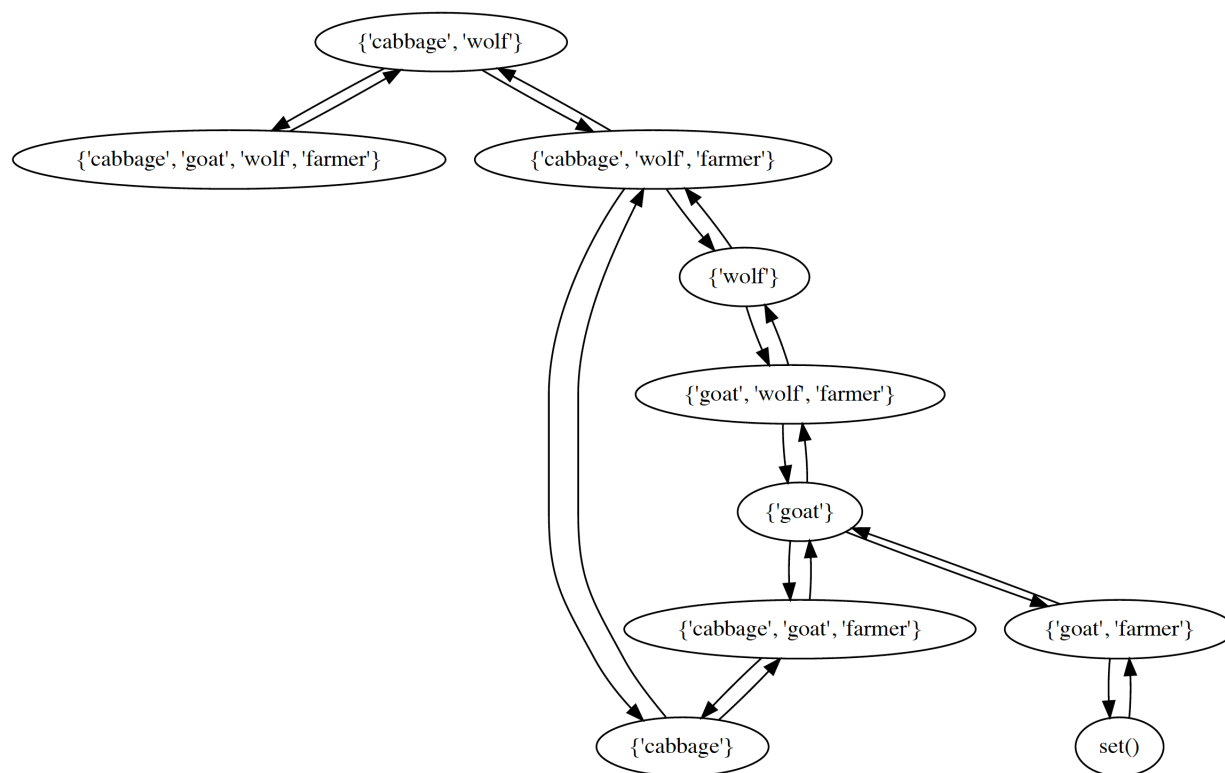 {'cabbage', 'wolf'}
{'cabbage', 'goat', 'wolf', 'farmer'}
{'cabbage', 'wolf', 'farmer'}
{'wolf'}
{'goat', 'wolf', 'farmer'}
{'goat'}
{'cabbage', 'goat', 'farmer'}
{'goat', 'farmer'}
{'cabbage'}
set()